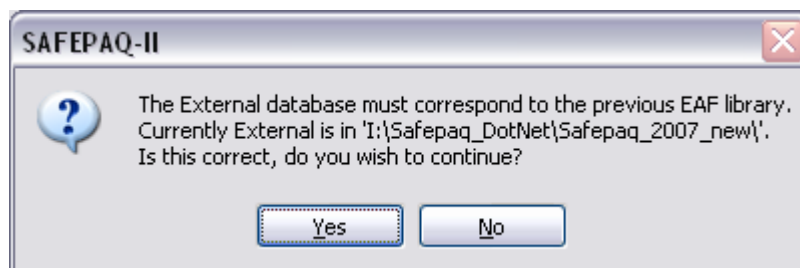 SAFEPAQ-II
The External database must correspond to the previous EAF library.
Currently External is in 'I:\Safepaq_DotNet\Safepaq_2007_new\'.
Is this correct, do you wish to continue?
Yes
No